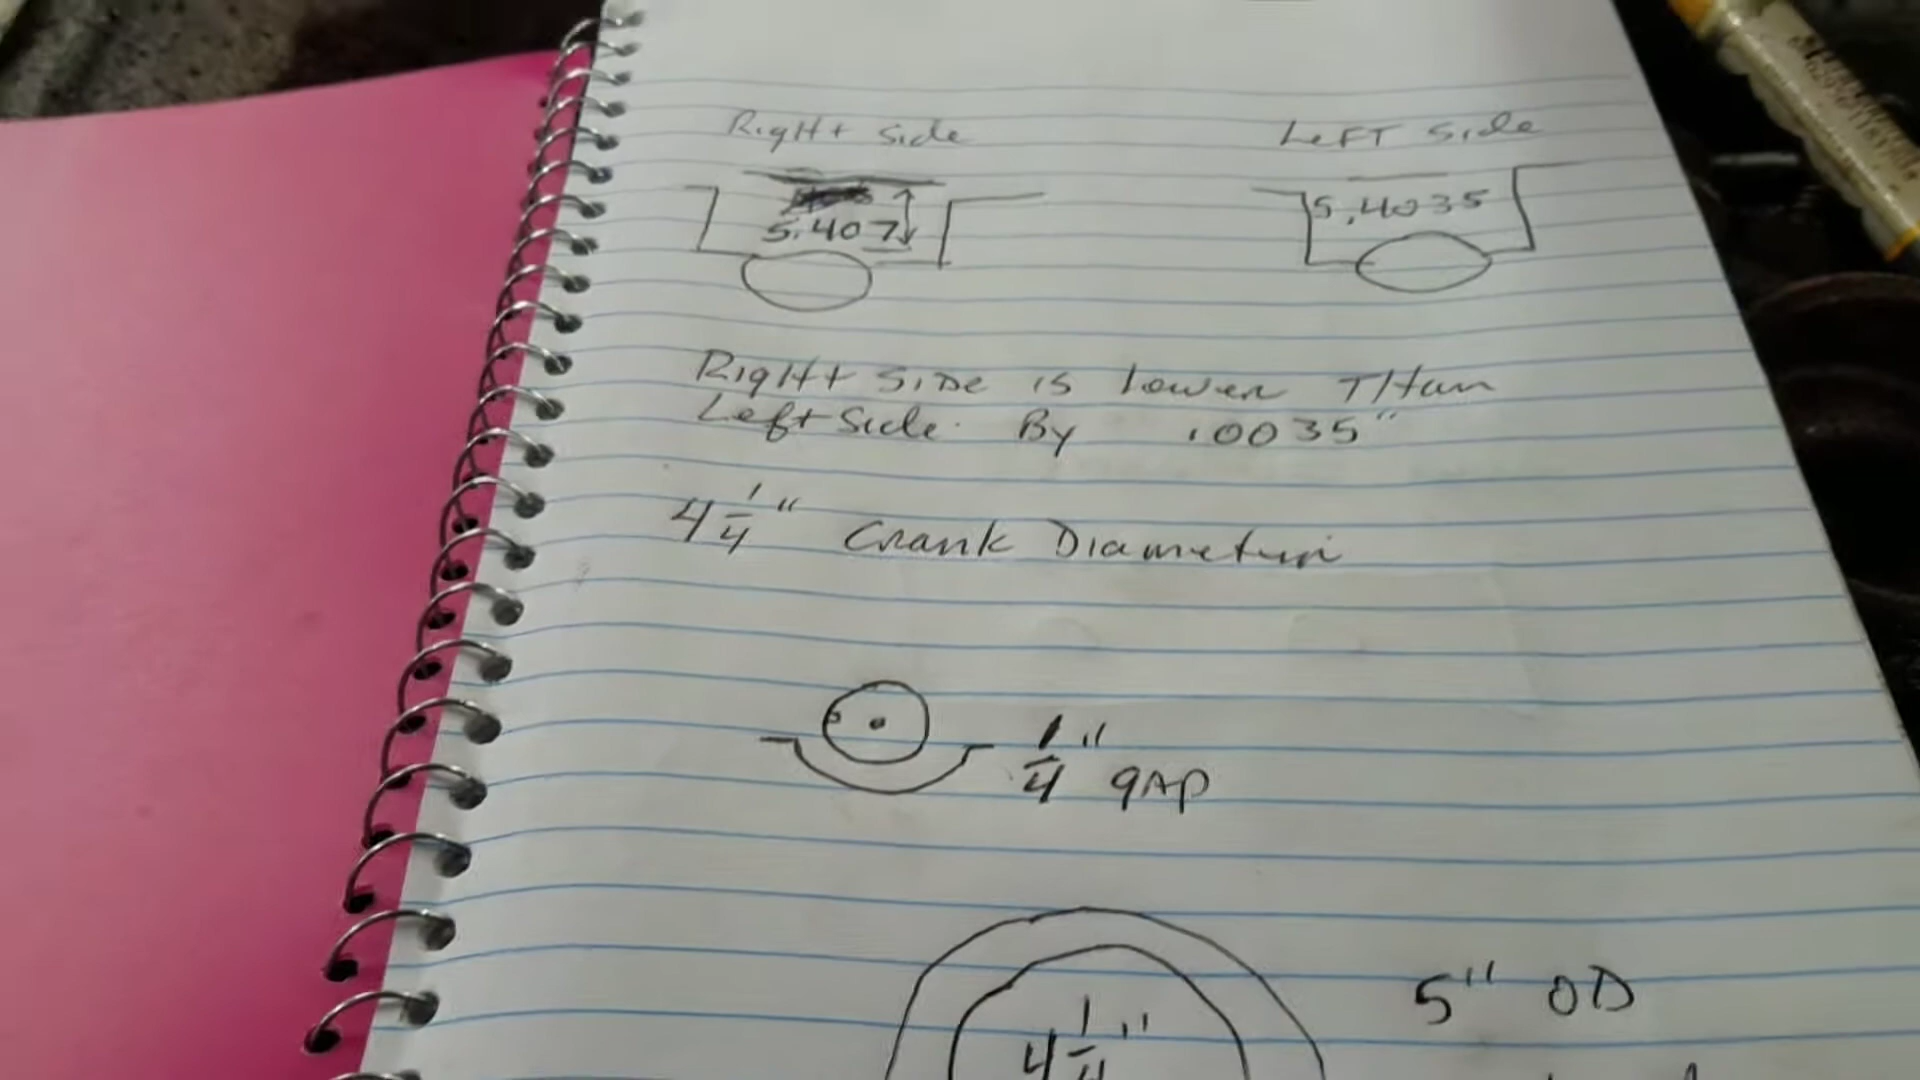 Right side
Left side
5.407
5.4035
Right side is lower Than
Left side. By .0035"
4 1/4" Crank Diameter
1/4" gap
5" OD
4 1/4"